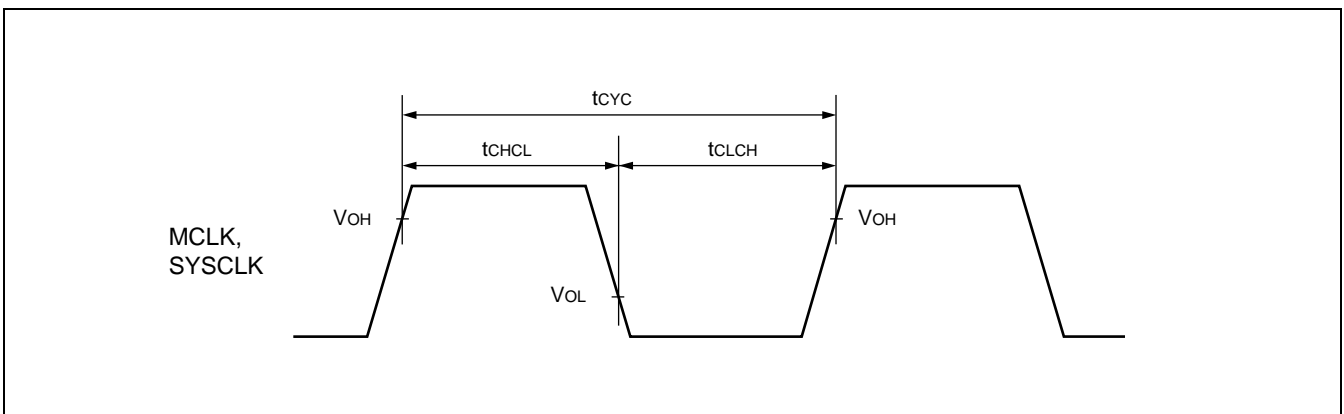 tCYC
tCHCL
tCLCH
VOH
VOH
MCLK,
SYSCLK
VOL